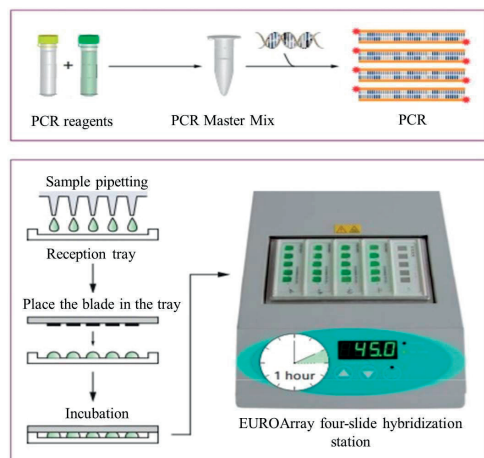 +
PCR reagents
PCR Master Mix
PCR
Sample pipetting
Reception tray
Place the blade in the tray
Incubation
45.0
1 hour
EUROArray four-slide hybridization
station